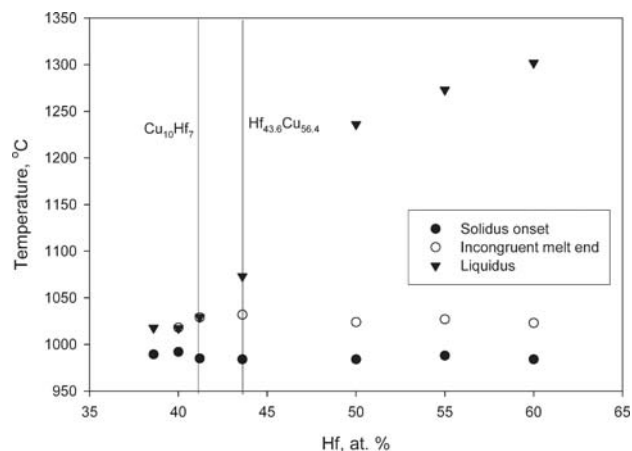 1350
1300
1250
1200
1150
1100
1050
1000
950
Temperature, °C
Cu10Hf7
Hf43.6Cu56.4
Solidus onset
Incongruent melt end
Liquidus
35 40 45 50 55 60 65
Hf, at. %